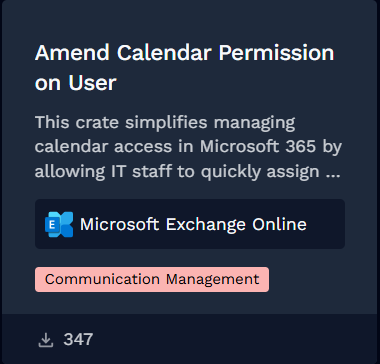 Amend Calendar Permission
on User
This crate simplifies managing
calendar access in Microsoft 365 by
allowing IT staff to quickly assign ...
E
Microsoft Exchange Online
Communication Management
347